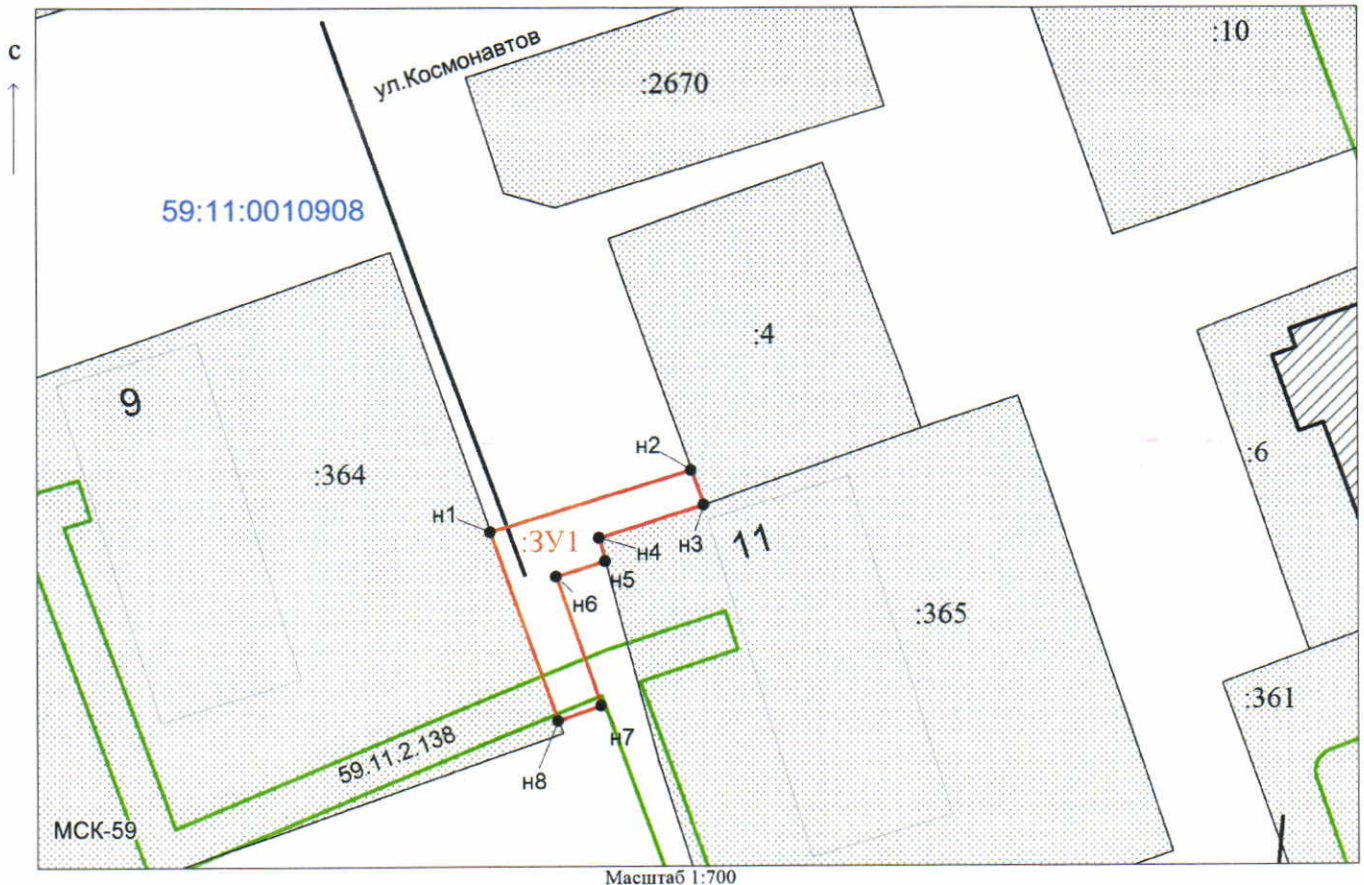 с
ул.Космонавтов
:10
:2670
59:11:0010908
:4
9
:364
н2
:6
н1
:ЗУ1
н4
н3
11
н5
н6
:365
:361
н7
59.11.2.138
н8
МСК-59
Масштаб 1:700